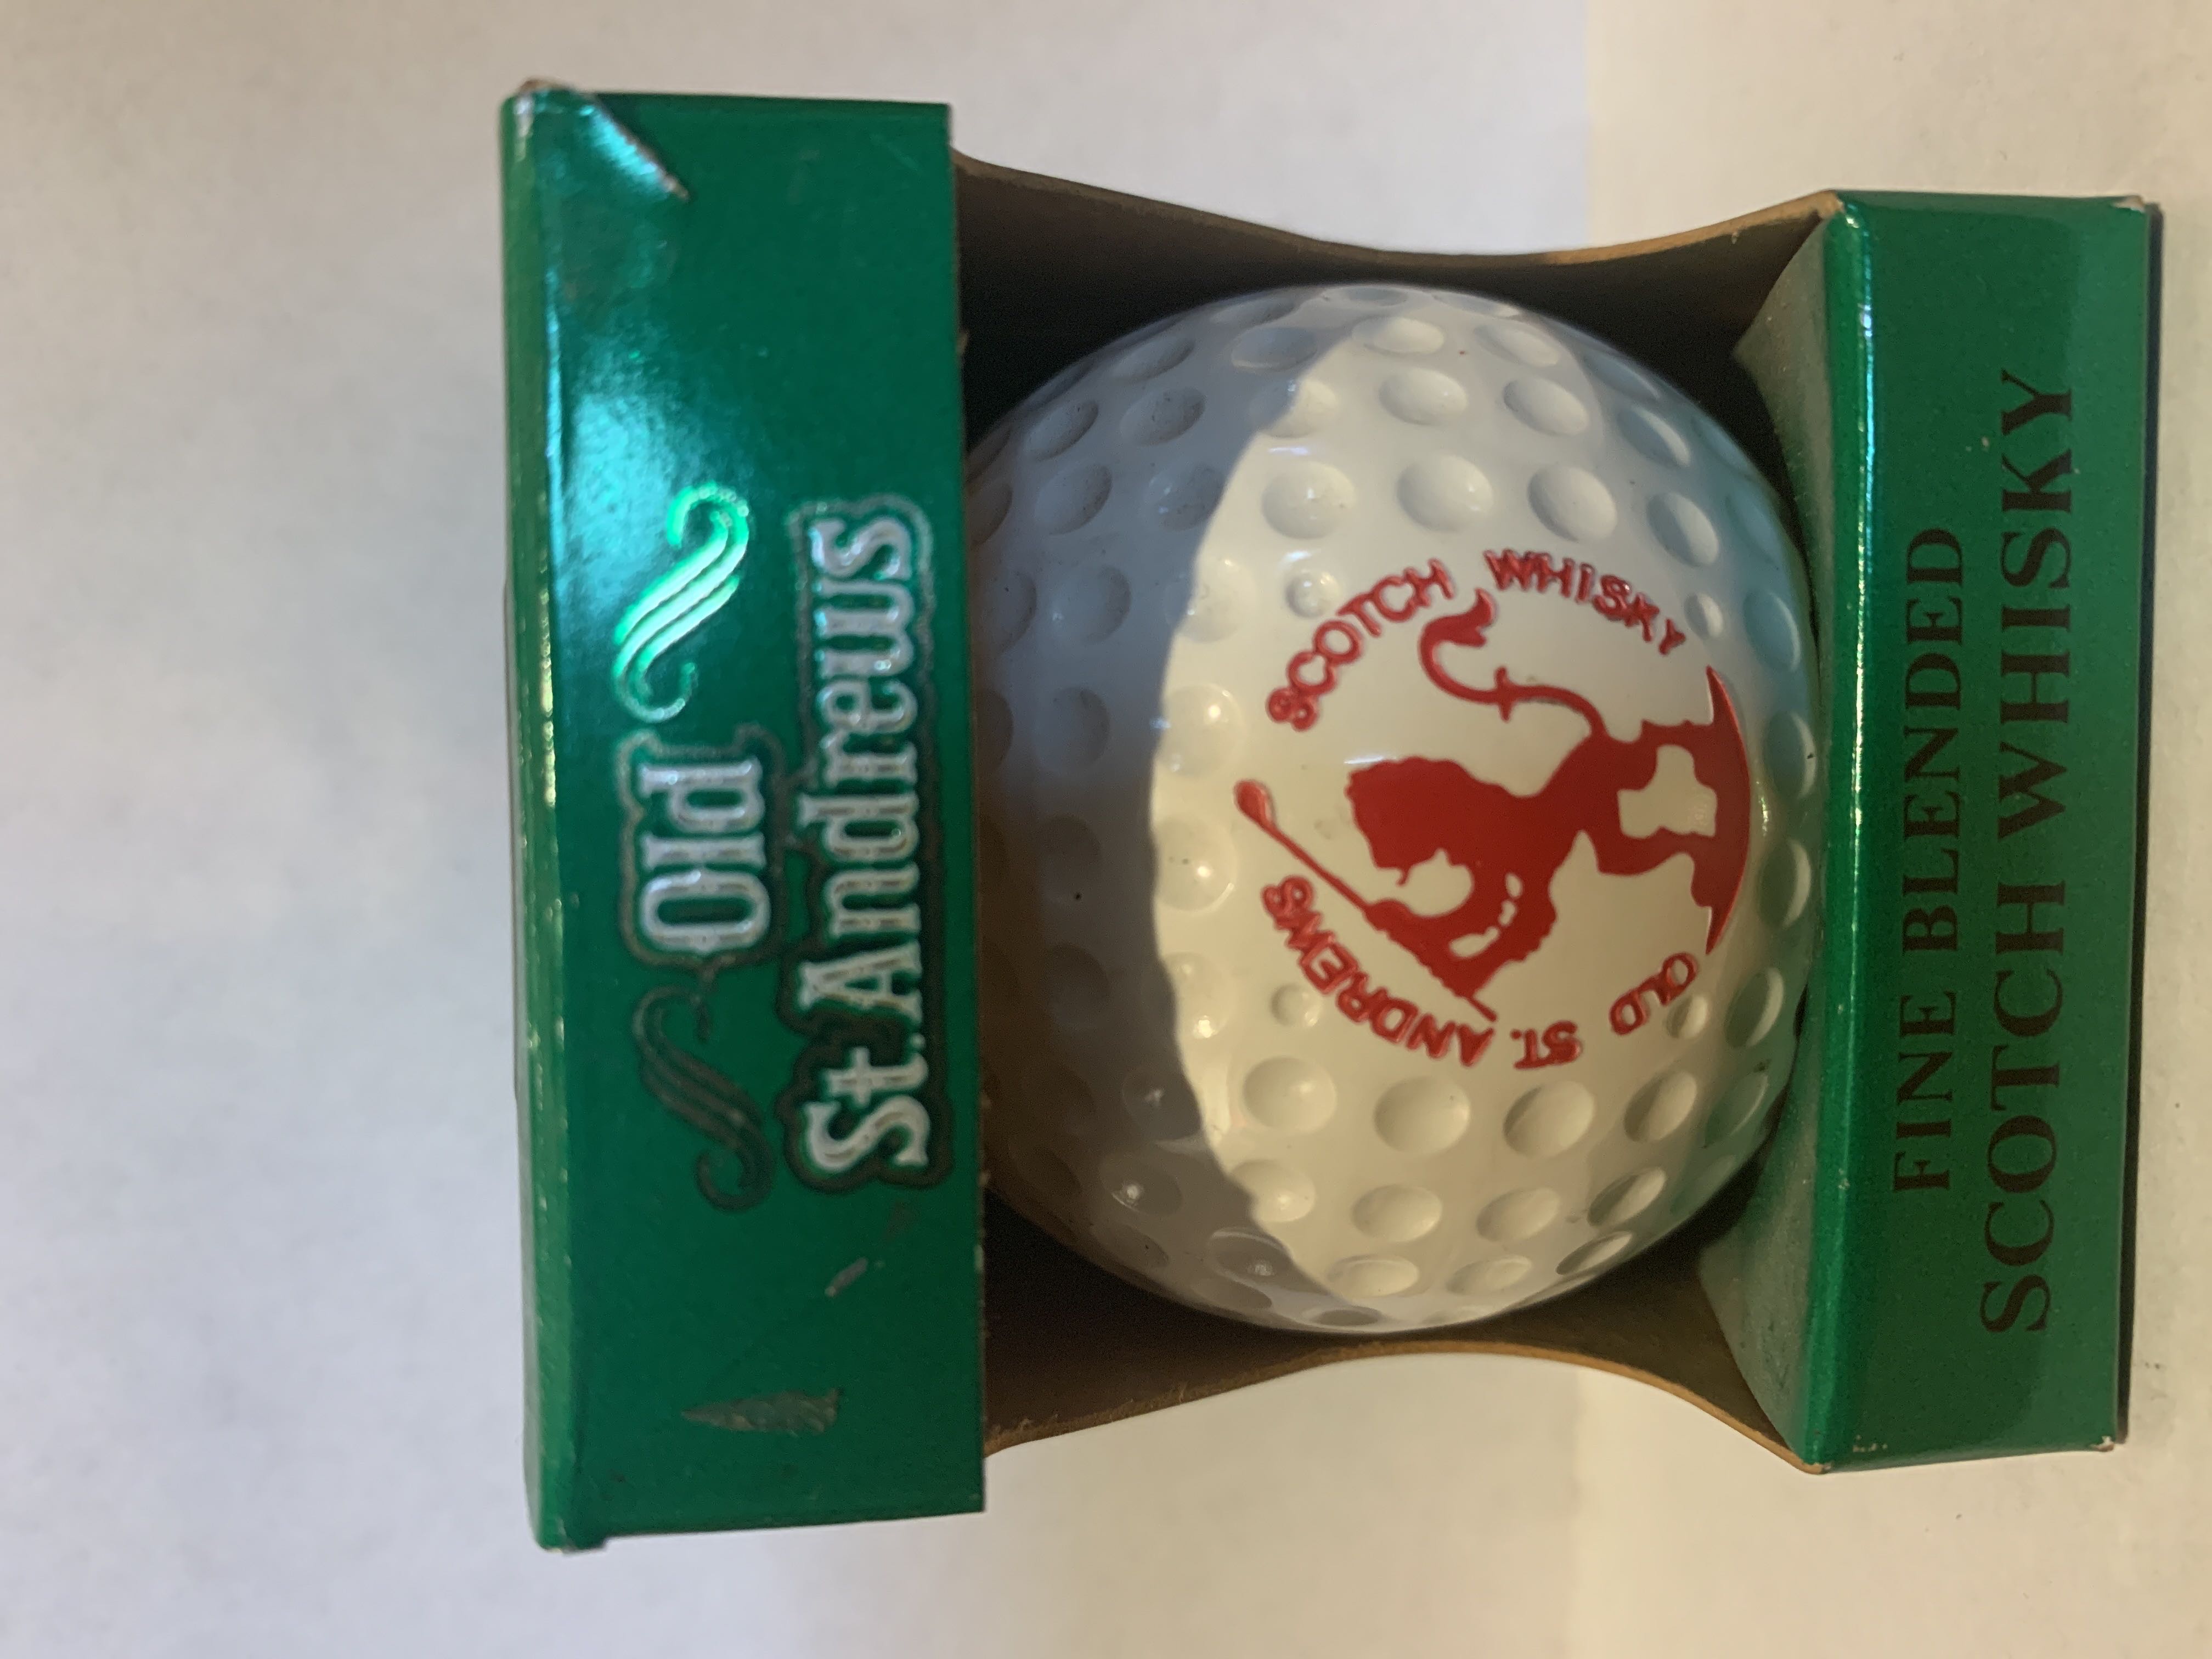 Old
St. Andrews
OLD ST. ANDREWS
SCOTCH WHISKY
FINE BLENDED
SCOTCH WHISKY